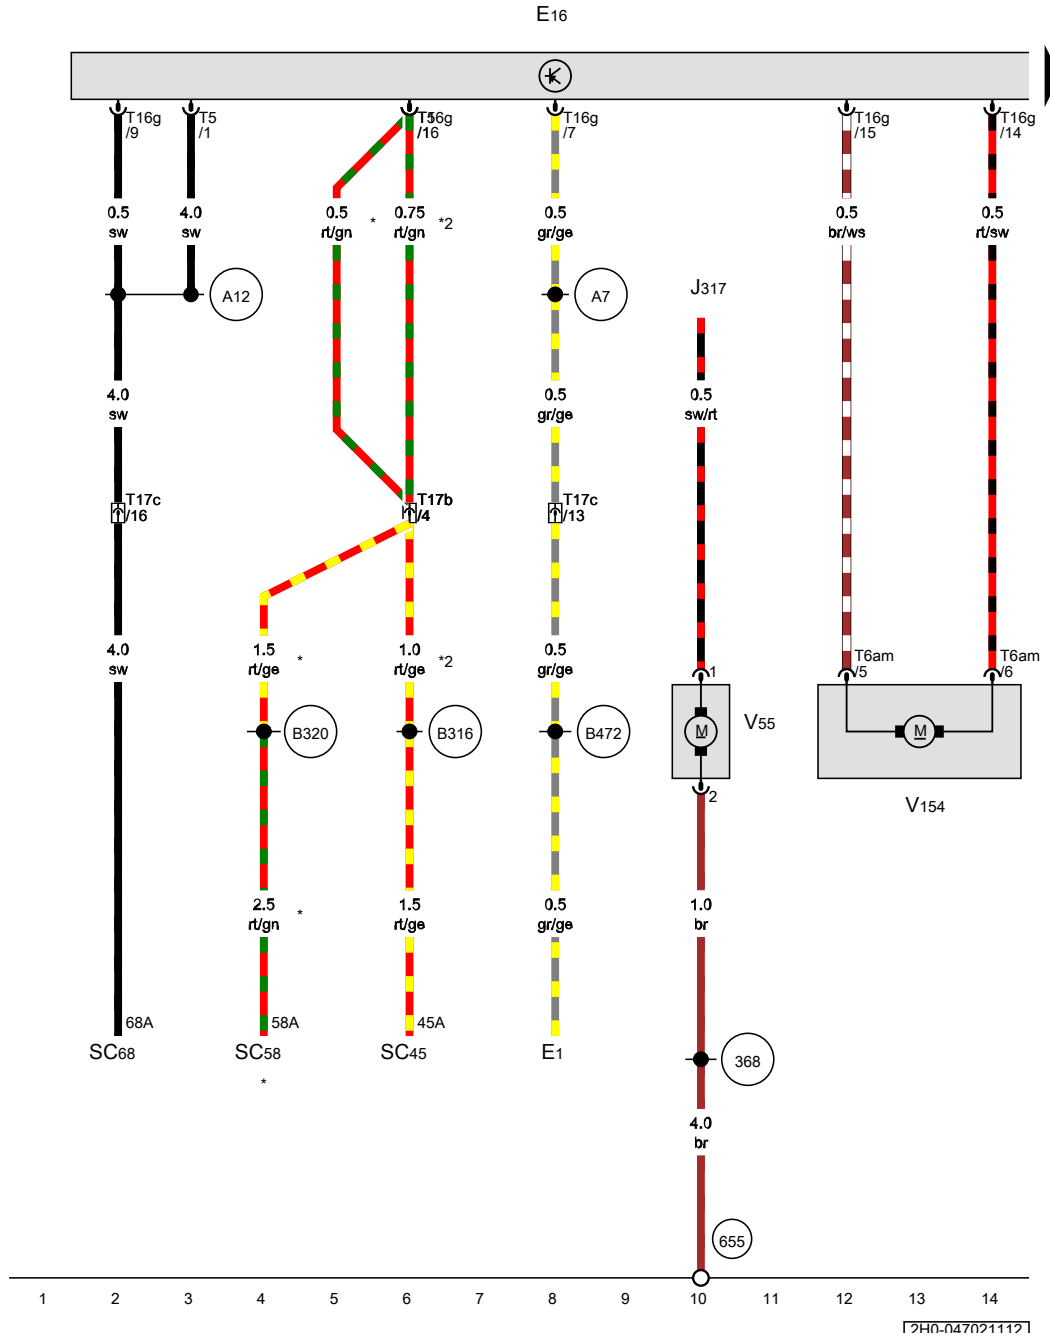 E16
T16g
/9
T5
/1
T16g
/16
T16g
/7
T16g
/15
T16g
/14
0.5
sw
4.0
sw
0.5
rt/gn
*
0.75
rt/gn
*2
0.5
gr/ge
0.5
br/ws
0.5
rt/sw
A12
A7
J317
4.0
sw
0.5
gr/ge
0.5
sw/rt
T17c
/16
T17b
/4
T17c
/13
4.0
sw
1.5
rt/ge
*
1.0
rt/ge
*2
0.5
gr/ge
1
T6am
/5
T6am
/6
B320
B316
B472
M
V55
M
2
V154
2.5
rt/gn
*
1.5
rt/ge
0.5
gr/ge
1.0
br
68A
58A
45A
SC68
SC58
SC45
E1
368
*
4.0
br
655
1 2 3 4 5 6 7 8 9 10 11 12 13 14
2H0-047021112